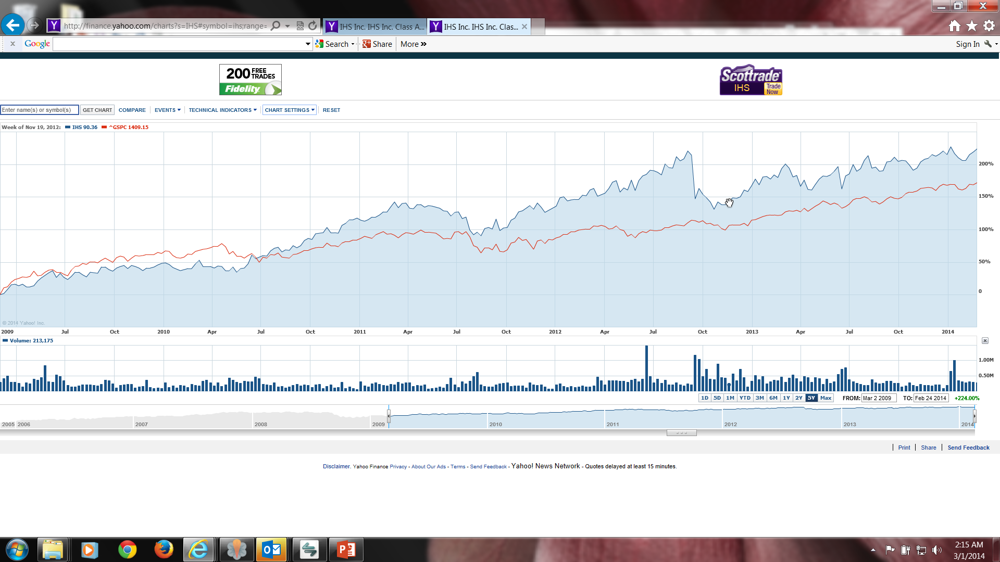 http://finance.yahoo.com/charts?s=IHS#symbol=ihs;range=
IHS Inc. IHS Inc. Class A...
IHS Inc. IHS Inc. Clas...
x Google Search Share More » Sign In
200 FREE TRADES
Fidelity
Scottrade
IHS
Trade Now
Enter name(s) or symbol(s) GET CHART COMPARE EVENTS TECHNICAL INDICATORS CHART SETTINGS RESET
Week of Nov 19, 2012: IHS 90.36 ^GSPC 1409.15
200%
150%
100%
50%
0
© 2014 Yahoo! Inc.
2009 Jul Oct 2010 Apr Jul Oct 2011 Apr Jul Oct 2012 Apr Jul Oct 2013 Apr Jul Oct 2014
Volume: 213,175
1.00M
0.50M
1D 5D 1M YTD 3M 6M 1Y 2Y 5Y Max FROM: Mar 2 2009 TO: Feb 24 2014 +224.00%
2005 2006 2007 2008 2009 2010 2011 2012 2013 2014
Print Share Send Feedback
Disclaimer. Yahoo Finance Privacy - About Our Ads - Terms - Send Feedback - Yahoo! News Network - Quotes delayed at least 15 minutes.
2:15 AM
3/1/2014